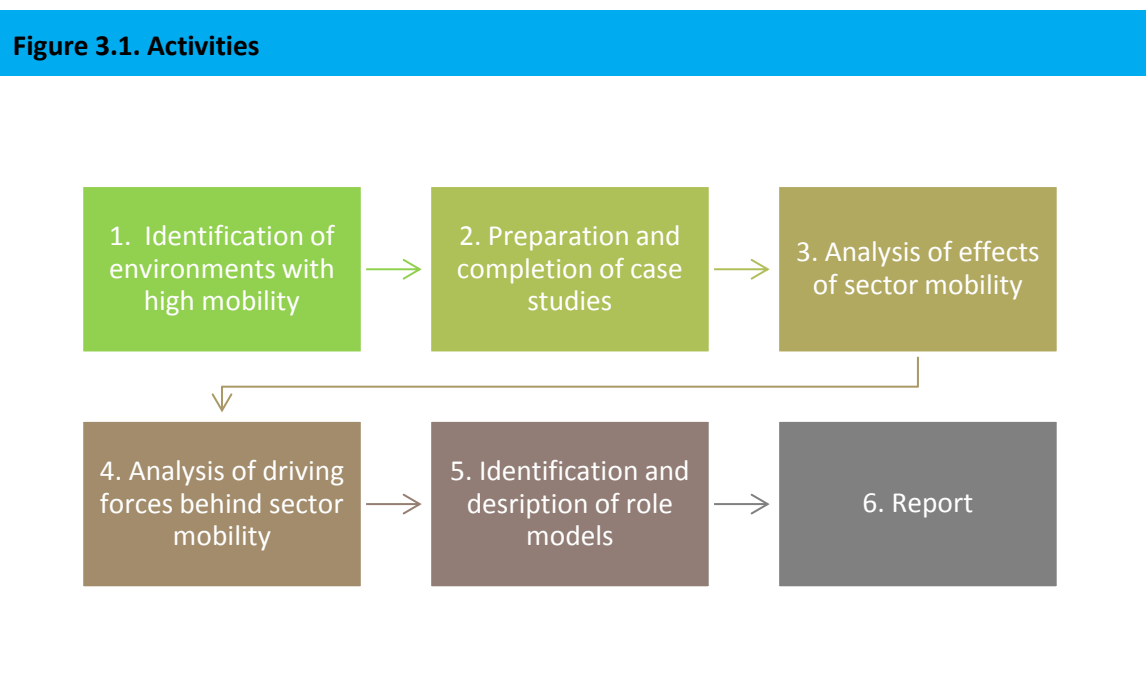 Figure 3.1. Activities
1. Identification of
environments with
high mobility
2. Preparation and
completion of case
studies
3. Analysis of effects
of sector mobility
4. Analysis of driving
forces behind sector
mobility
5. Identification and
desription of role
models
6. Report